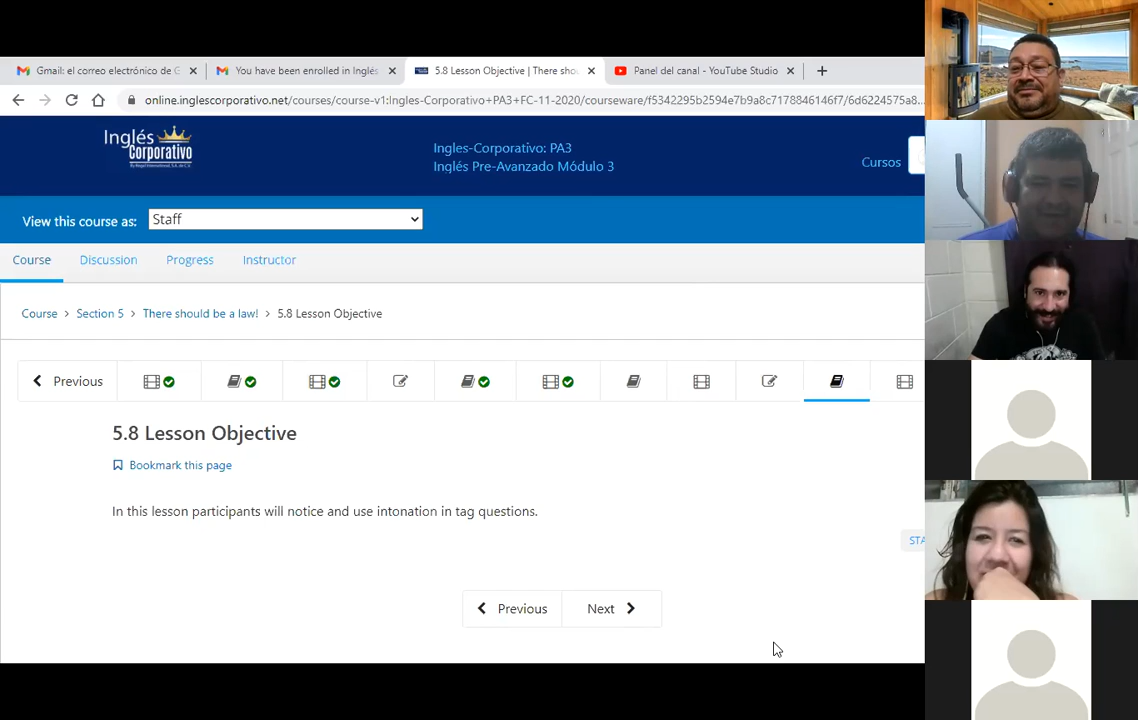 Gmail: el correo electrónico de G
You have been enrolled in Inglés
5.8 Lesson Objective | There shou
Panel del canal - YouTube Studio
online.inglescorporativo.net/courses/course-v1:Ingles-Corporativo+PA3+FC-11-2020/courseware/f5342295b2594e7b9a8c7178846146f7/6d6224575a8...
Inglés
Corporativo
Ingles-Corporativo: PA3
Inglés Pre-Avanzado Módulo 3
Cursos
View this course as:
Staff
Course
Discussion
Progress
Instructor
Course > Section 5 > There should be a law! > 5.8 Lesson Objective
Previous
5.8 Lesson Objective
Bookmark this page
In this lesson participants will notice and use intonation in tag questions.
STA
Previous
Next